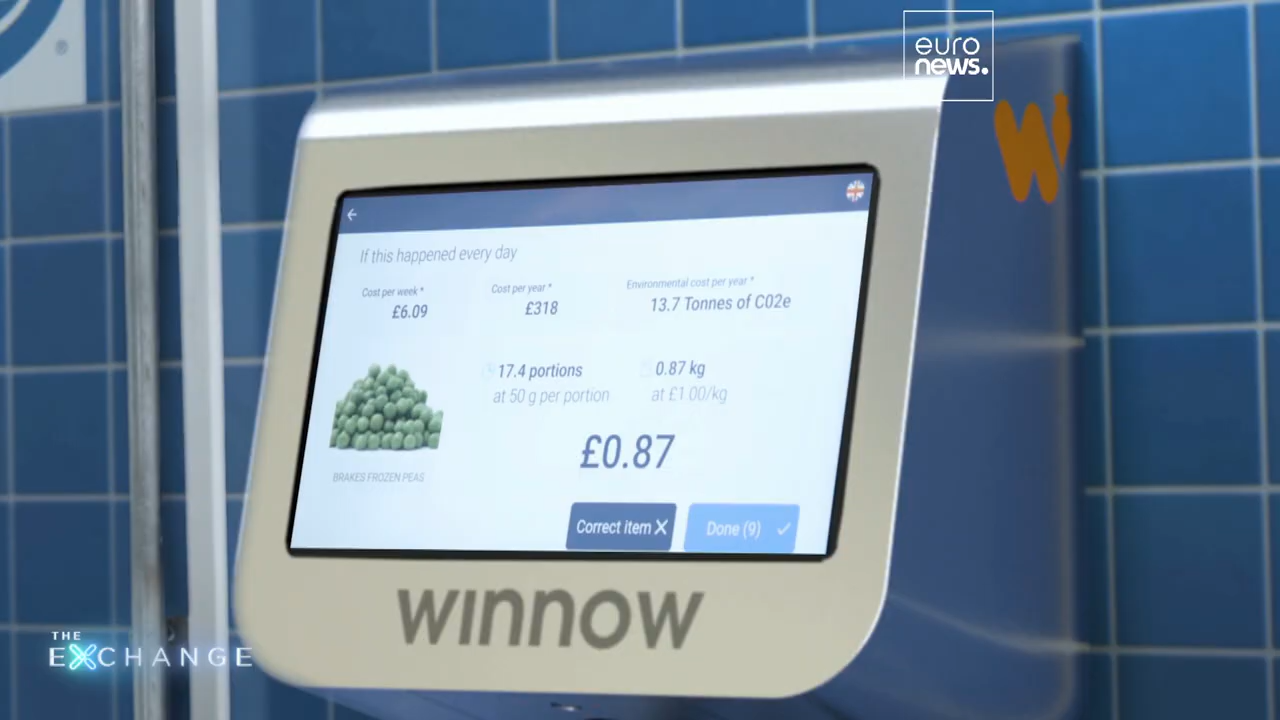 euro
news.
W
If this happened every day
Cost per week *
£6.09
Cost per year *
£318
Environmental cost per year *
13.7 Tonnes of CO2e
17.4 portions
at 50 g per portion
0.87 kg
at £1.00/kg
£0.87
BRAKES FROZEN PEAS
Correct item
Done (9)
winnow
THE
EXCHANGE